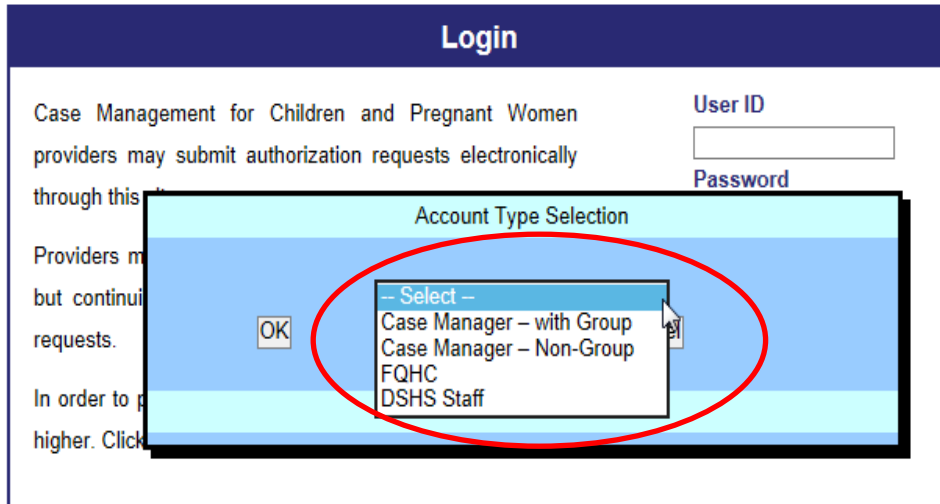 Login
Case Management for Children and Pregnant Women
providers may submit authorization requests electronically
through this
User ID
Password
Account Type Selection
Providers
but
requests.
In order to
higher. Click
OK
-- Select --
Case Manager – with Group
Case Manager – Non-Group
FQHC
DSHS Staff